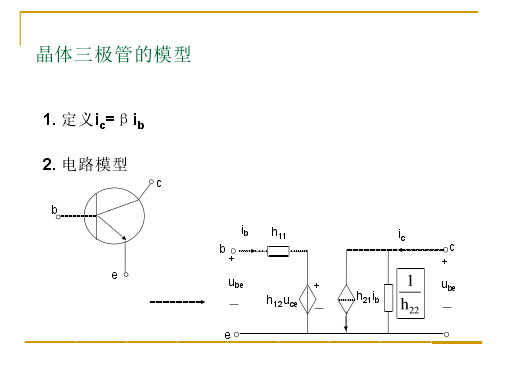 晶体三极管的模型
1. 定义ic=βib
2. 电路模型
c
b
e
ib
h11
ic
b
c
+
+
ube
h12uce
+
h21ib
1
h22
ube
—
—
—
e